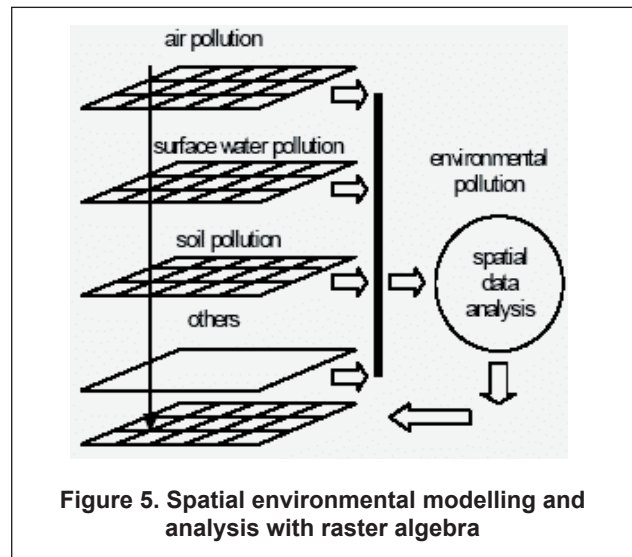 air pollution
surface water pollution
environmental
pollution
soil pollution
spatial
data
analysis
others
Figure 5. Spatial environmental modelling and
analysis with raster algebra